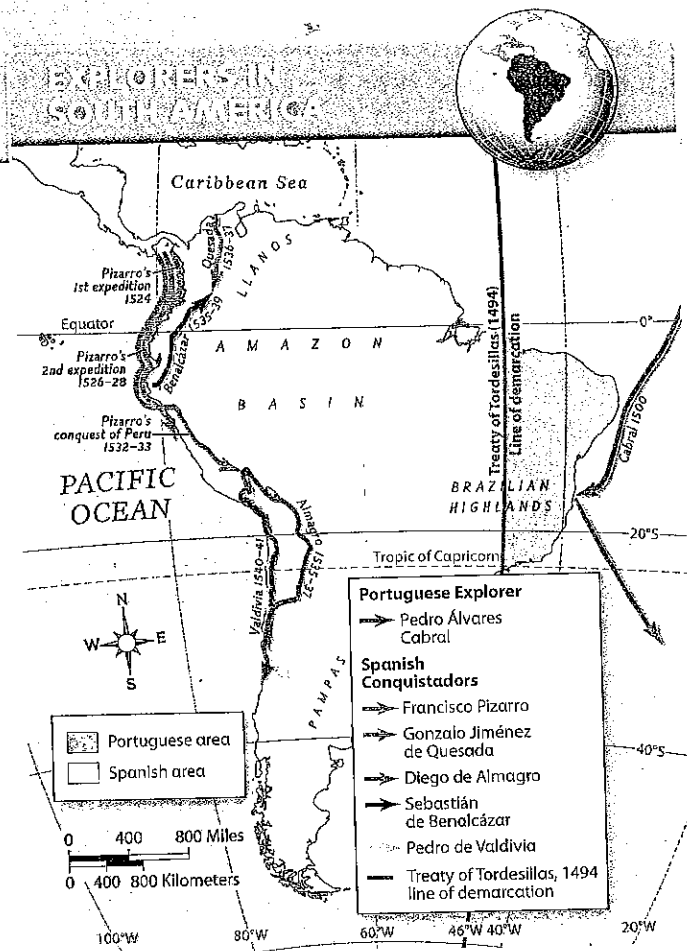 EXPLORERS IN
SOUTH AMERICA
Caribbean Sea
Quesada
1536–37
LLANOS
Pizarro's
1st expedition
1524
Equator
0°
Benalcázar 1535–39
AMAZON
BASIN
Pizarro's
2nd expedition
1526–28
Pizarro's
conquest of Peru
1532–33
Treaty of Tordesillas (1494)
Line of demarcation
Cabral 1500
PACIFIC
OCEAN
BRAZILIAN
HIGHLANDS
Almagro
1535–37
20°S
Tropic of Capricorn
Valdivia 1540–41
N
W
E
S
PAMPAS
Portuguese Explorer
Pedro Álvares
Cabral
Spanish
Conquistadors
Francisco Pizarro
Gonzalo Jiménez
de Quesada
Diego de Almagro
Sebastián
de Benalcázar
Pedro de Valdivia
Treaty of Tordesillas, 1494
line of demarcation
Portuguese area
Spanish area
40°S
0 400 800 Miles
0 400 800 Kilometers
100°W
80°W
60°W
46°W
40°W
20°W